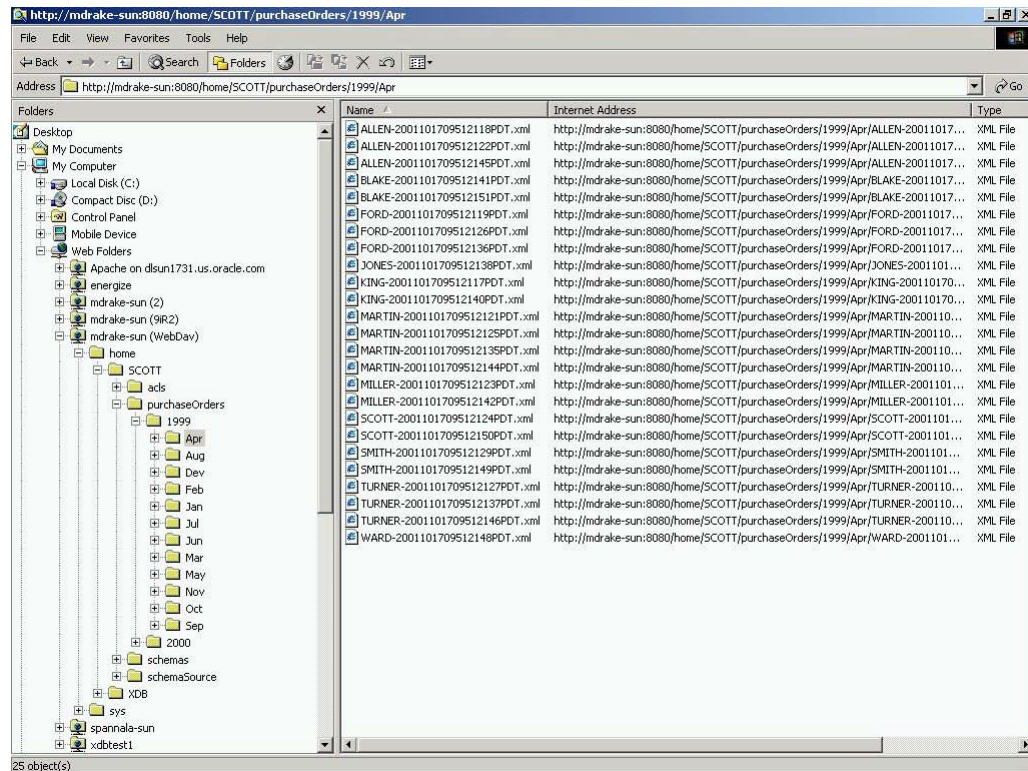 http://mdrake-sun:8080/home/SCOTT/purchaseOrders/1999/Apr
File Edit View Favorites Tools Help
Back Search Folders
Address http://mdrake-sun:8080/home/SCOTT/purchaseOrders/1999/Apr Go
Folders
Desktop
My Documents
My Computer
Local Disk (C:)
Compact Disc (D:)
Control Panel
Mobile Device
Web Folders
Apache on dlsun1731.us.oracle.com
energize
mdrake-sun (2)
mdrake-sun (9iR2)
mdrake-sun (WebDav)
home
SCOTT
acls
purchaseOrders
1999
Apr
Aug
Dev
Feb
Jan
Jul
Jun
Mar
May
Nov
Oct
Sep
2000
schemas
schemaSource
XDB
sys
spannala-sun
xdbtest1
Name Internet Address Type
ALLEN-2001101709512118PDT.xml http://mdrake-sun:8080/home/SCOTT/purchaseOrders/1999/Apr/ALLEN-20011017... XML File
ALLEN-2001101709512122PDT.xml http://mdrake-sun:8080/home/SCOTT/purchaseOrders/1999/Apr/ALLEN-20011017... XML File
ALLEN-2001101709512145PDT.xml http://mdrake-sun:8080/home/SCOTT/purchaseOrders/1999/Apr/ALLEN-20011017... XML File
BLAKE-2001101709512141PDT.xml http://mdrake-sun:8080/home/SCOTT/purchaseOrders/1999/Apr/BLAKE-20011017... XML File
BLAKE-2001101709512151PDT.xml http://mdrake-sun:8080/home/SCOTT/purchaseOrders/1999/Apr/BLAKE-20011017... XML File
FORD-2001101709512119PDT.xml http://mdrake-sun:8080/home/SCOTT/purchaseOrders/1999/Apr/FORD-20011017... XML File
FORD-2001101709512126PDT.xml http://mdrake-sun:8080/home/SCOTT/purchaseOrders/1999/Apr/FORD-20011017... XML File
FORD-2001101709512136PDT.xml http://mdrake-sun:8080/home/SCOTT/purchaseOrders/1999/Apr/FORD-20011017... XML File
JONES-2001101709512138PDT.xml http://mdrake-sun:8080/home/SCOTT/purchaseOrders/1999/Apr/JONES-2001101... XML File
KING-2001101709512117PDT.xml http://mdrake-sun:8080/home/SCOTT/purchaseOrders/1999/Apr/KING-200110170... XML File
KING-2001101709512140PDT.xml http://mdrake-sun:8080/home/SCOTT/purchaseOrders/1999/Apr/KING-200110170... XML File
MARTIN-2001101709512121PDT.xml http://mdrake-sun:8080/home/SCOTT/purchaseOrders/1999/Apr/MARTIN-200110... XML File
MARTIN-2001101709512125PDT.xml http://mdrake-sun:8080/home/SCOTT/purchaseOrders/1999/Apr/MARTIN-200110... XML File
MARTIN-2001101709512135PDT.xml http://mdrake-sun:8080/home/SCOTT/purchaseOrders/1999/Apr/MARTIN-200110... XML File
MARTIN-2001101709512144PDT.xml http://mdrake-sun:8080/home/SCOTT/purchaseOrders/1999/Apr/MARTIN-200110... XML File
MILLER-2001101709512123PDT.xml http://mdrake-sun:8080/home/SCOTT/purchaseOrders/1999/Apr/MILLER-2001101... XML File
MILLER-2001101709512142PDT.xml http://mdrake-sun:8080/home/SCOTT/purchaseOrders/1999/Apr/MILLER-2001101... XML File
SCOTT-2001101709512124PDT.xml http://mdrake-sun:8080/home/SCOTT/purchaseOrders/1999/Apr/SCOTT-2001101... XML File
SCOTT-2001101709512150PDT.xml http://mdrake-sun:8080/home/SCOTT/purchaseOrders/1999/Apr/SCOTT-2001101... XML File
SMITH-2001101709512129PDT.xml http://mdrake-sun:8080/home/SCOTT/purchaseOrders/1999/Apr/SMITH-2001101... XML File
SMITH-2001101709512149PDT.xml http://mdrake-sun:8080/home/SCOTT/purchaseOrders/1999/Apr/SMITH-2001101... XML File
TURNER-2001101709512127PDT.xml http://mdrake-sun:8080/home/SCOTT/purchaseOrders/1999/Apr/TURNER-200110... XML File
TURNER-2001101709512137PDT.xml http://mdrake-sun:8080/home/SCOTT/purchaseOrders/1999/Apr/TURNER-200110... XML File
TURNER-2001101709512146PDT.xml http://mdrake-sun:8080/home/SCOTT/purchaseOrders/1999/Apr/TURNER-200110... XML File
WARD-2001101709512148PDT.xml http://mdrake-sun:8080/home/SCOTT/purchaseOrders/1999/Apr/WARD-2001101... XML File
25 object(s)